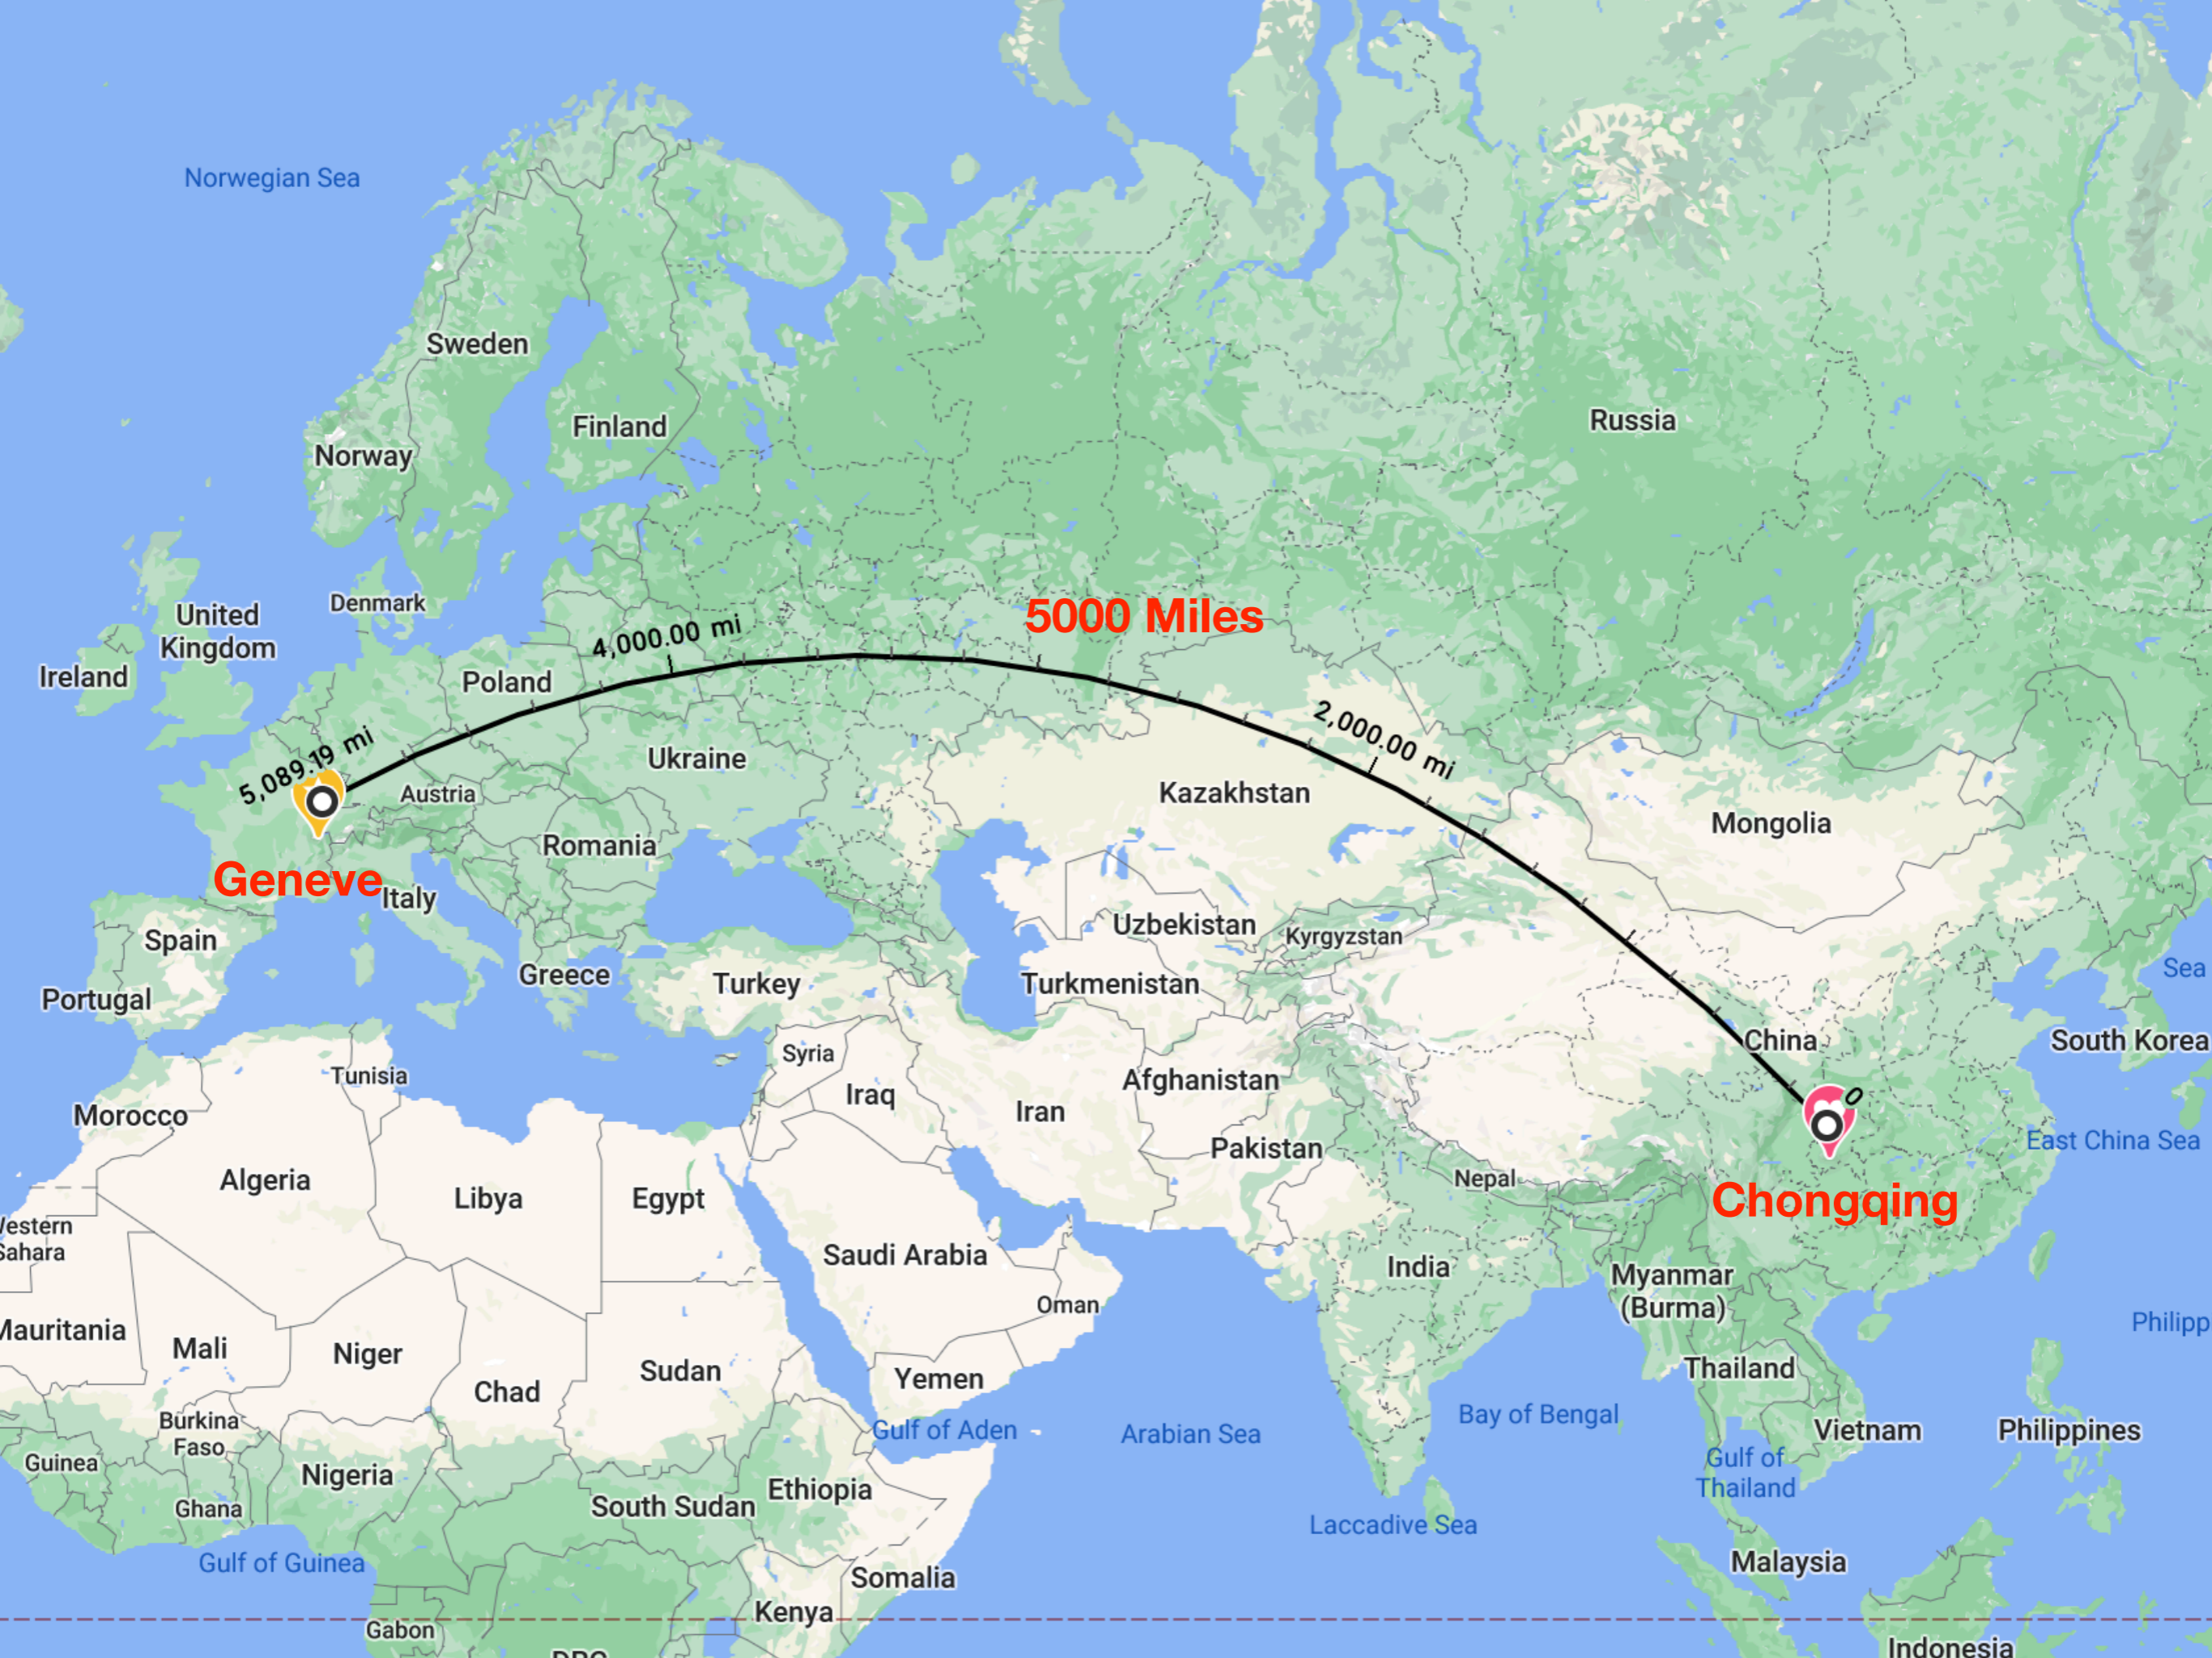 Norwegian Sea
Sweden
Finland
Norway
Russia
Denmark
United
Kingdom
Ireland
5000 Miles
4,000.00 mi
Poland
2,000.00 mi
5,089.19 mi
Ukraine
Austria
Kazakhstan
Mongolia
Romania
Geneve
Italy
Uzbekistan
Kyrgyzstan
Spain
Greece
Turkey
Turkmenistan
Sea
Portugal
China
South Korea
Syria
Tunisia
Afghanistan
Iraq
Iran
0
Morocco
Pakistan
East China Sea
Algeria
Libya
Egypt
Nepal
Chongqing
Western
Sahara
Saudi Arabia
India
Myanmar
(Burma)
Oman
Philipp
Mauritania
Mali
Niger
Sudan
Thailand
Yemen
Chad
Burkina
Faso
Gulf of Aden
Arabian Sea
Bay of Bengal
Vietnam
Philippines
Guinea
Nigeria
Gulf of
Thailand
Ethiopia
Ghana
South Sudan
Laccadive Sea
Gulf of Guinea
Malaysia
Somalia
Kenya
Gabon
DRC
Indonesia